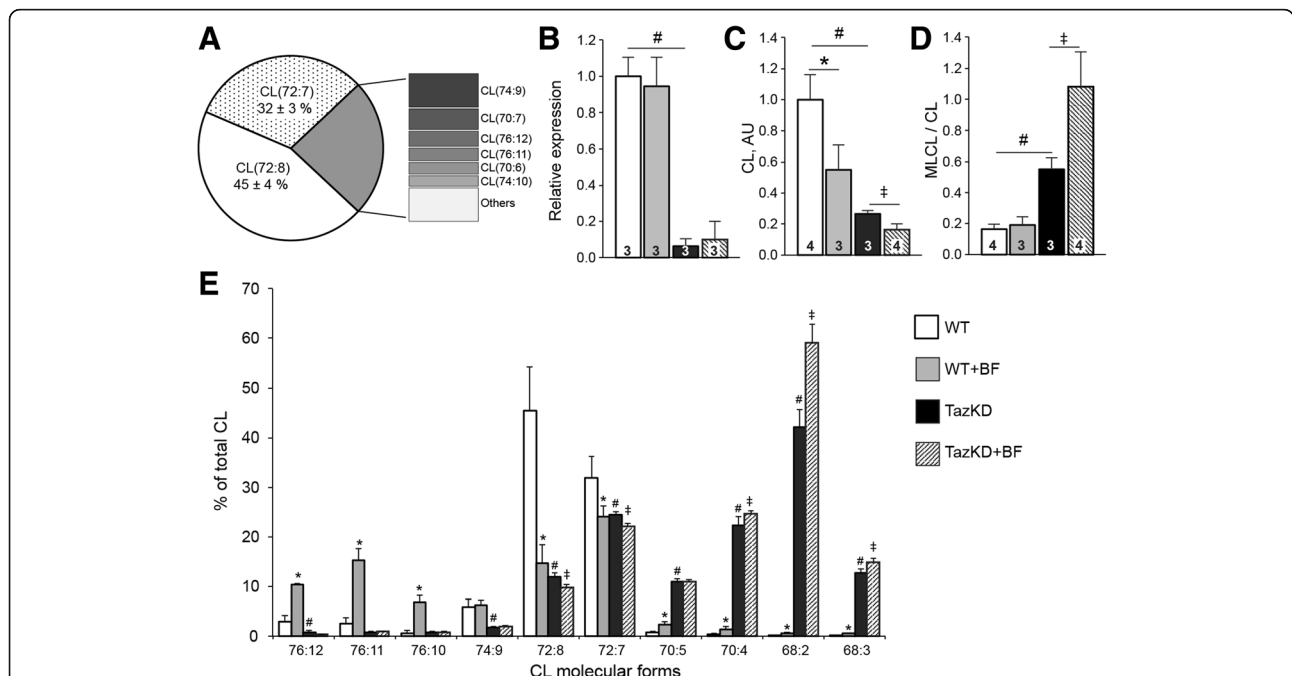 A
CL(72:7)
32 ± 3 %
CL(72:8)
45 ± 4 %
CL(74:9)
CL(70:7)
CL(76:12)
CL(76:11)
CL(70:6)
CL(74:10)
Others
B
Relative expression
1.2
1.0
0.8
0.6
0.4
0.2
0.0
#
3
3
3
3
C
CL, AU
1.4
1.2
1.0
0.8
0.6
0.4
0.2
0.0
#
*
‡
4
3
3
4
D
MLCL / CL
1.4
1.2
1.0
0.8
0.6
0.4
0.2
0.0
#
‡
4
3
3
4
E
% of total CL
70
60
50
40
30
20
10
0
* #
*
*
#
* # ‡
* # ‡
* #
* # ‡
* # ‡
* # ‡
76:12 76:11 76:10 74:9 72:8 72:7 70:5 70:4 68:2 68:3
CL molecular forms
WT
WT+BF
TazKD
TazKD+BF